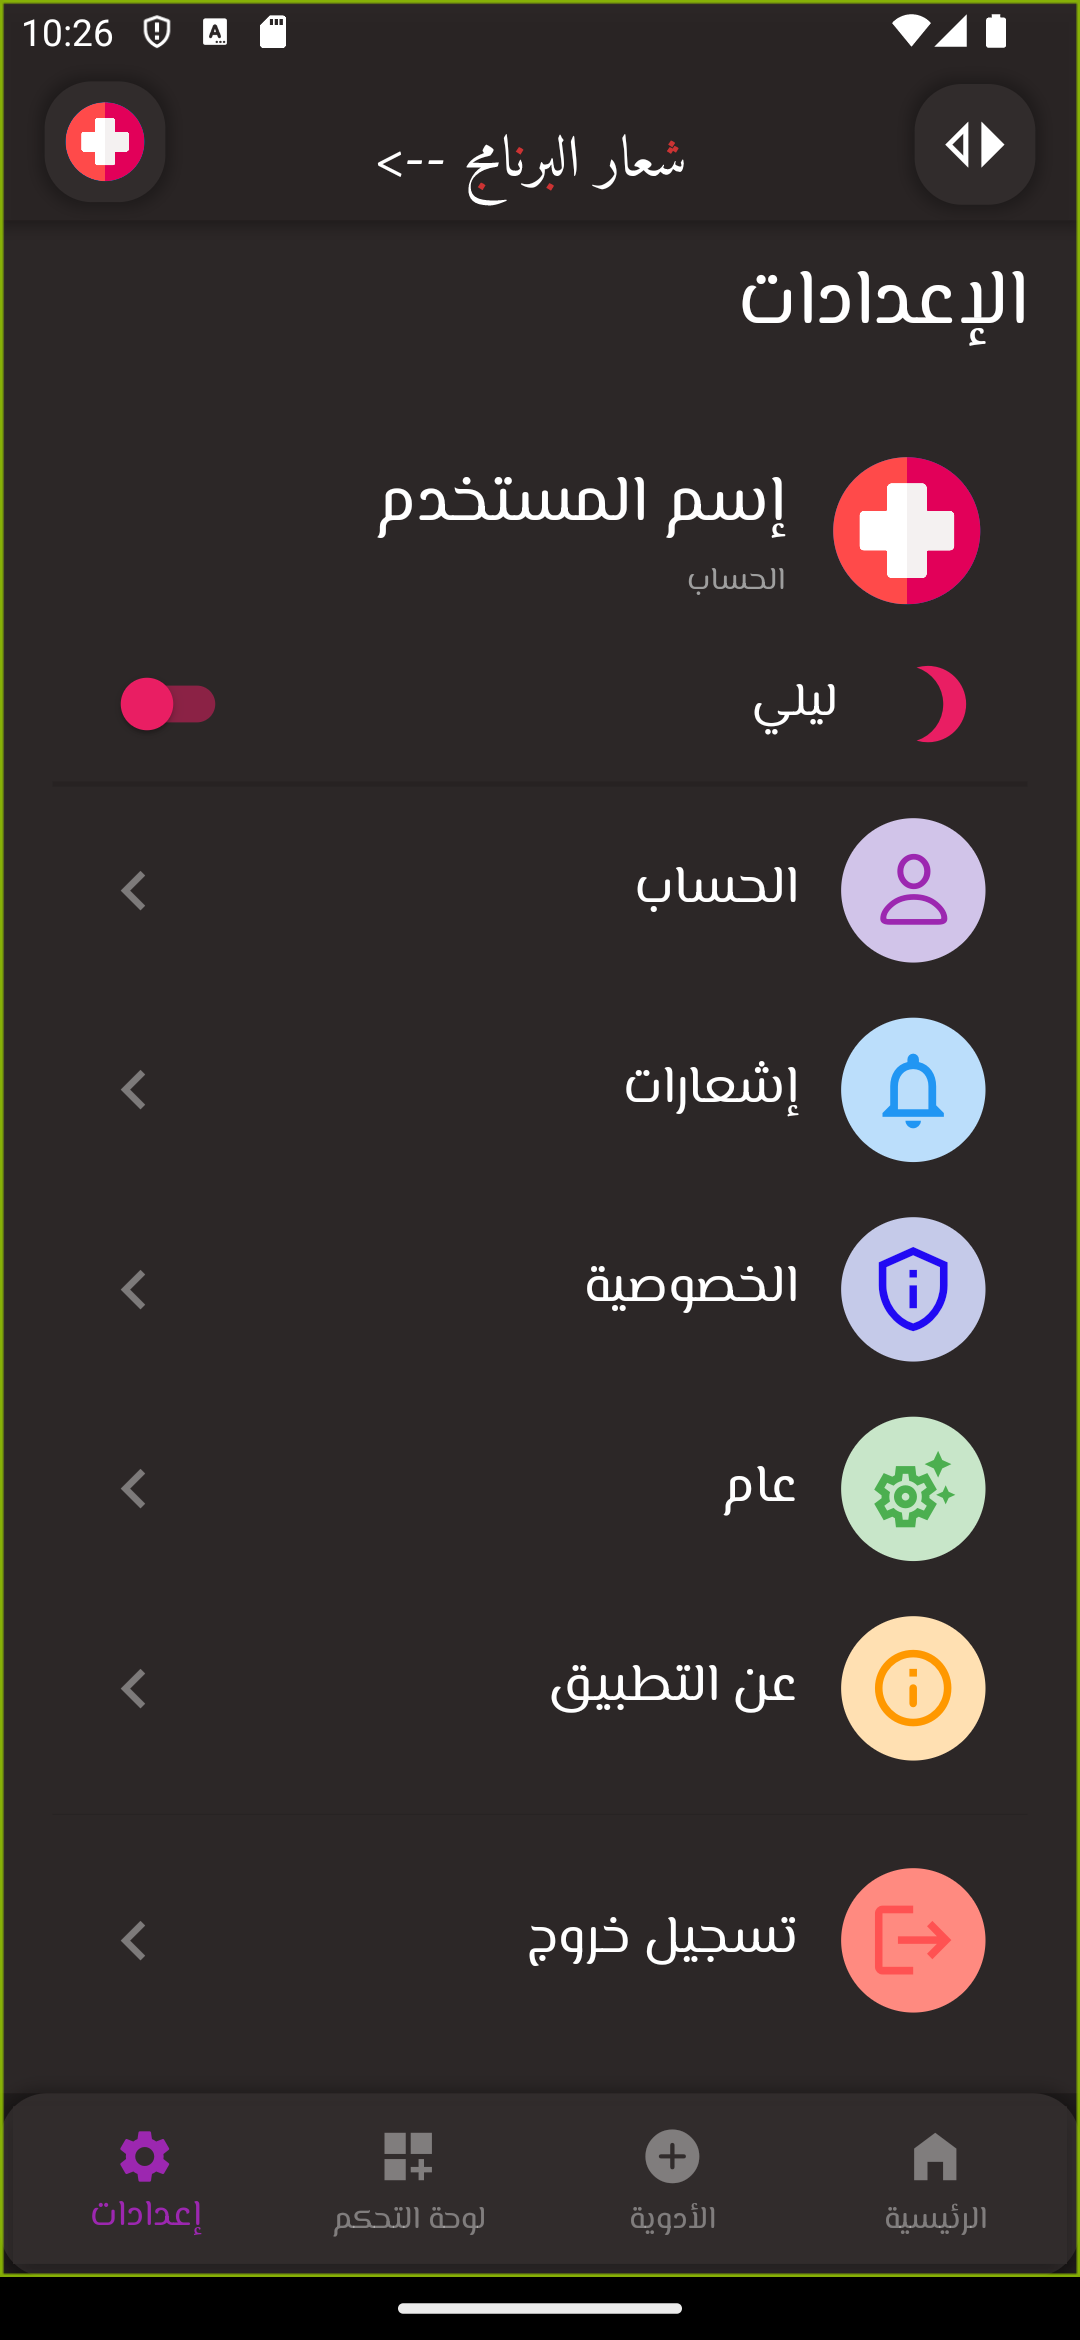 10:26
شعار البرنامج -->
الإعدادات
إسم المستخدم
الحساب
ليلي
الحساب
إشعارات
الخصوصية
عام
عن التطبيق
تسجيل خروج
الرئيسية
الأدوية
لوحة التحكم
إعدادات